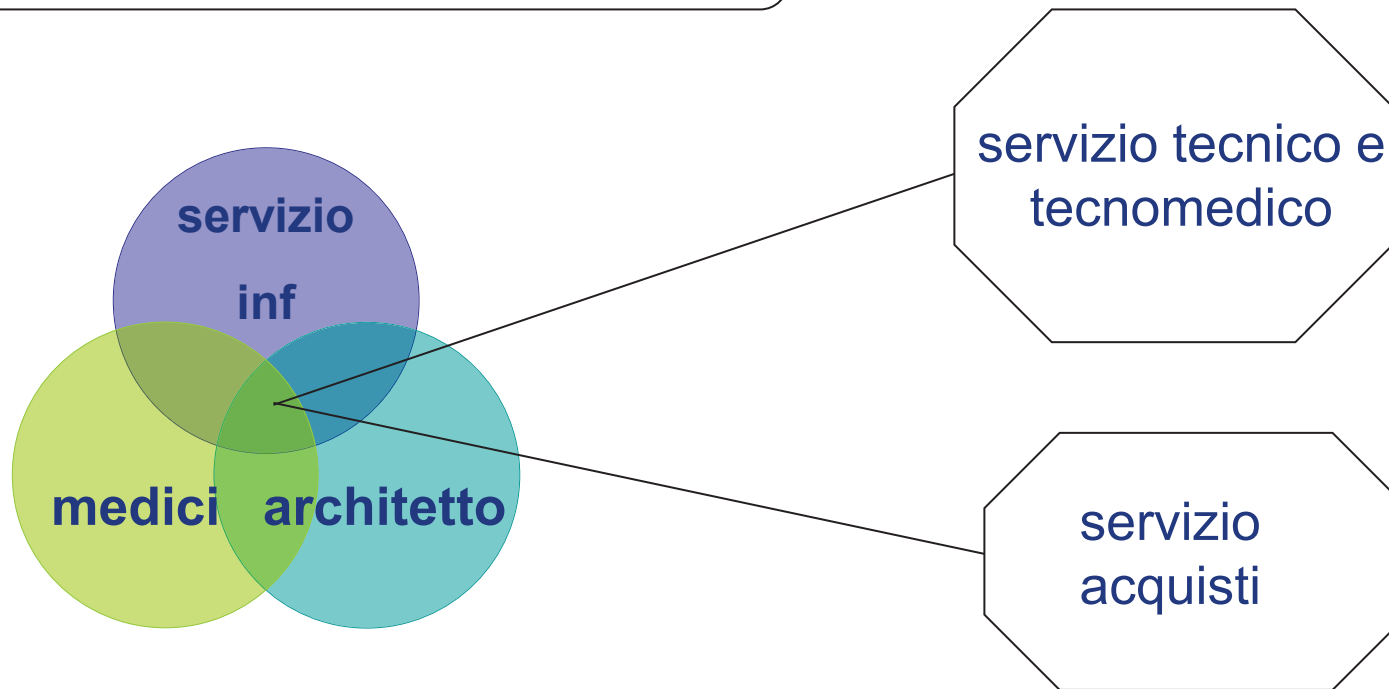 servizio
inf
medici
architetto
servizio tecnico e
tecnomedico
servizio
acquisti